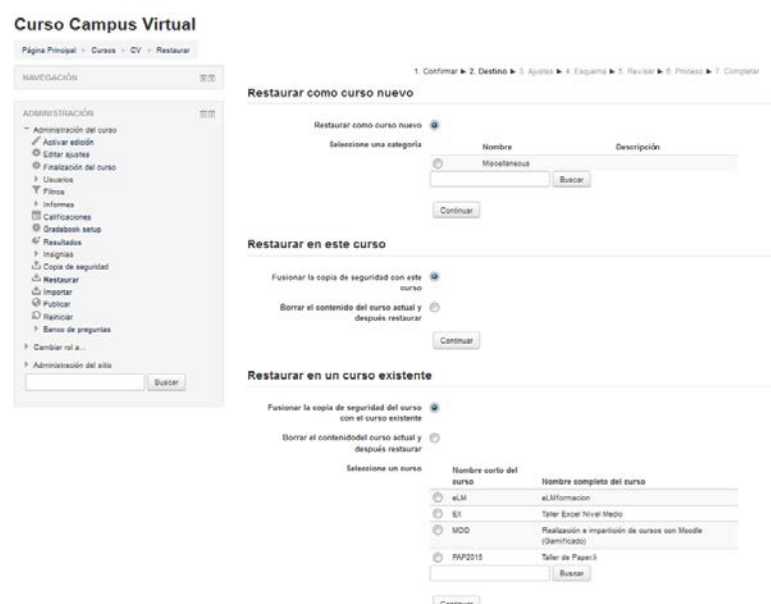 Curso Campus Virtual
Página Principal > Cursos > CV > Restaurar
NAVEGACIÓN
ADMINISTRACIÓN
Administración del curso
Activar edición
Editar ajustes
Finalización del curso
Usuarios
Filtros
Informes
Calificaciones
Gradebook setup
Resultados
Insignias
Copia de seguridad
Restaurar
Importar
Publicar
Reiniciar
Banco de preguntas
Cambiar rol a...
Administración del sitio
Buscar
1. Confirmar ► 2. Destino ► 3. Ajustes ► 4. Esquema ► 5. Revisar ► 6. Proceso ► 7. Completar
Restaurar como curso nuevo
Restaurar como curso nuevo
Seleccione una categoría
Nombre Descripción
Miscellaneous
Buscar
Continuar
Restaurar en este curso
Fusionar la copia de seguridad con este
curso
Borrar el contenido del curso actual y
después restaurar
Continuar
Restaurar en un curso existente
Fusionar la copia de seguridad del curso
con el curso existente
Borrar el contenidodel curso actual y
después restaurar
Seleccione un curso
Nombre corto del
curso Nombre completo del curso
eLM eLMformacion
EX Taller Excel Nivel Medio
MOO Realización e impartición de cursos con Moodle
(Gamificado)
PAP2015 Taller de Paper.li
Buscar
Continuar